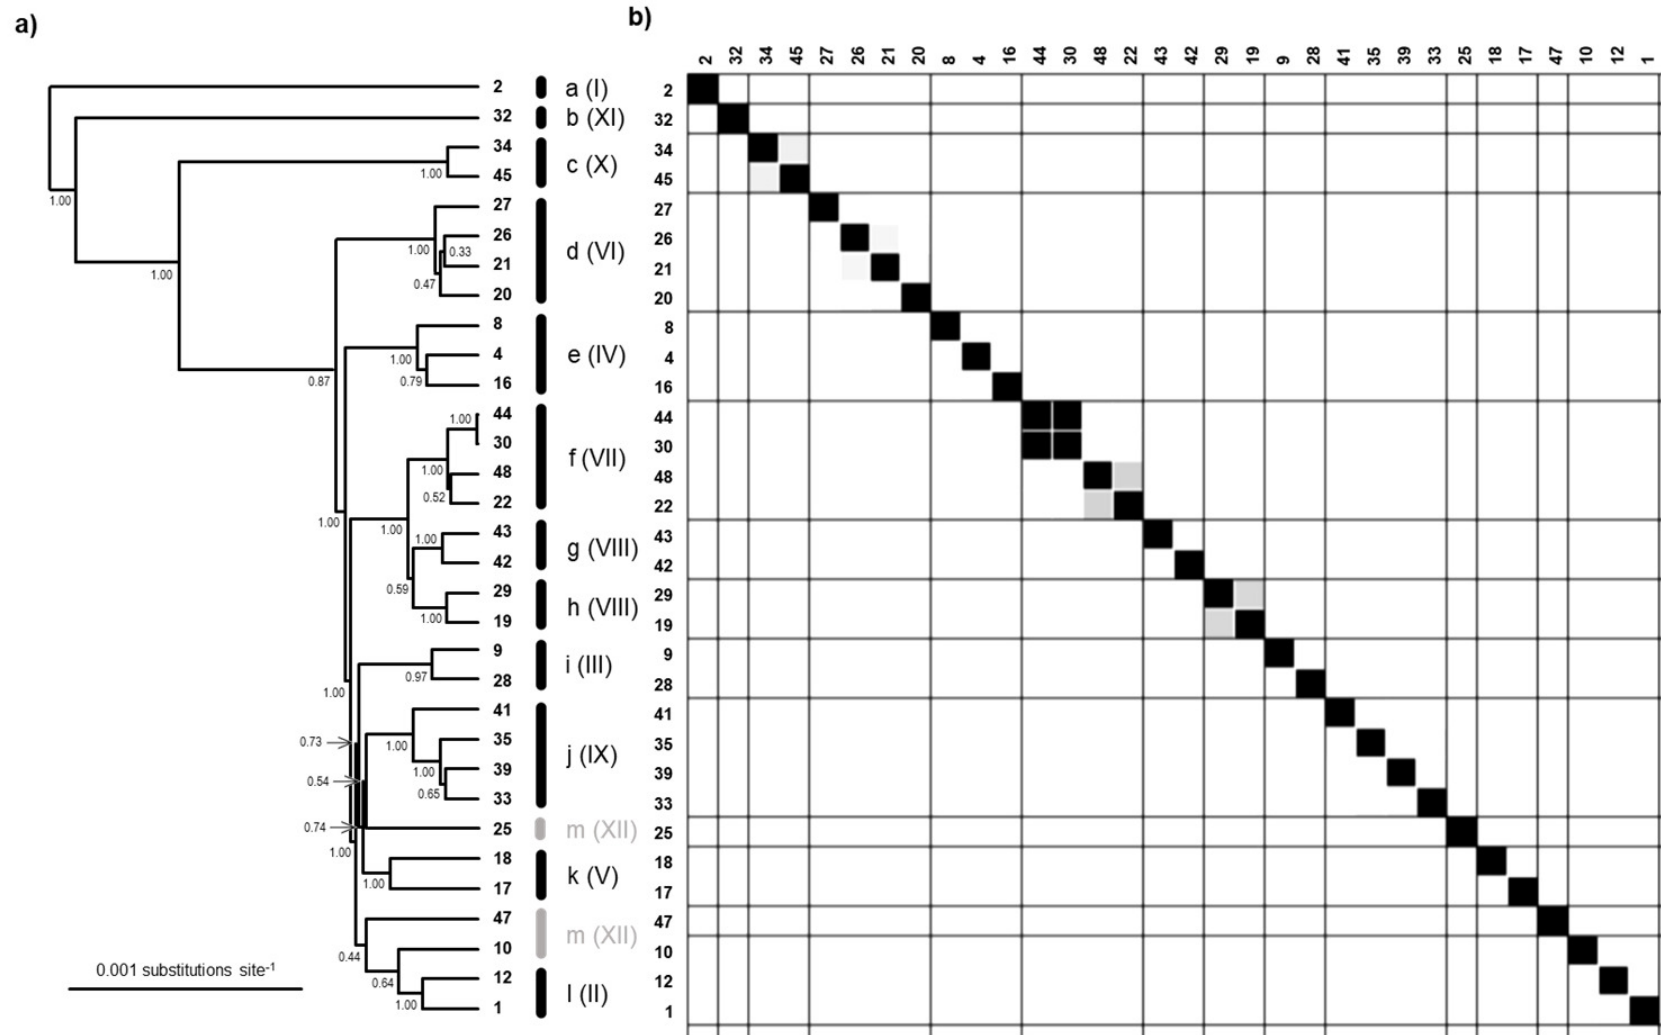 a)
b)
2 32 34 45 27 26 21 20 8 4 16 44 30 48 22 43 42 29 19 9 28 41 35 39 33 25 18 17 47 10 12 1
2 a (I) 2
32 b (XI) 32
34 34
c (X)
1.00 45 45
1.00
27 27
26 26
1.00 0.33 d (VI)
1.00 21 21
0.47 20 20
8 8
4 e (IV) 4
1.00
0.87 0.79 16 16
44 44
1.00
30 30
f (VII)
1.00 48 48
0.52 22 22
1.00 1.00 43 43
1.00 g (VIII)
42 42
0.59 29 29
h (VIII)
1.00 19 19
9 9
i (III)
0.97 28 28
1.00
41 41
0.73 1.00 35 35
j (IX)
1.00 39 39
0.54
0.65 33 33
0.74 25 m (XII) 25
1.00 18 18
k (V)
1.00 17 17
47 47
m (XII)
0.44 10 10
0.001 substitutions site-1
0.64 12 12
l (II)
1.00 1 1